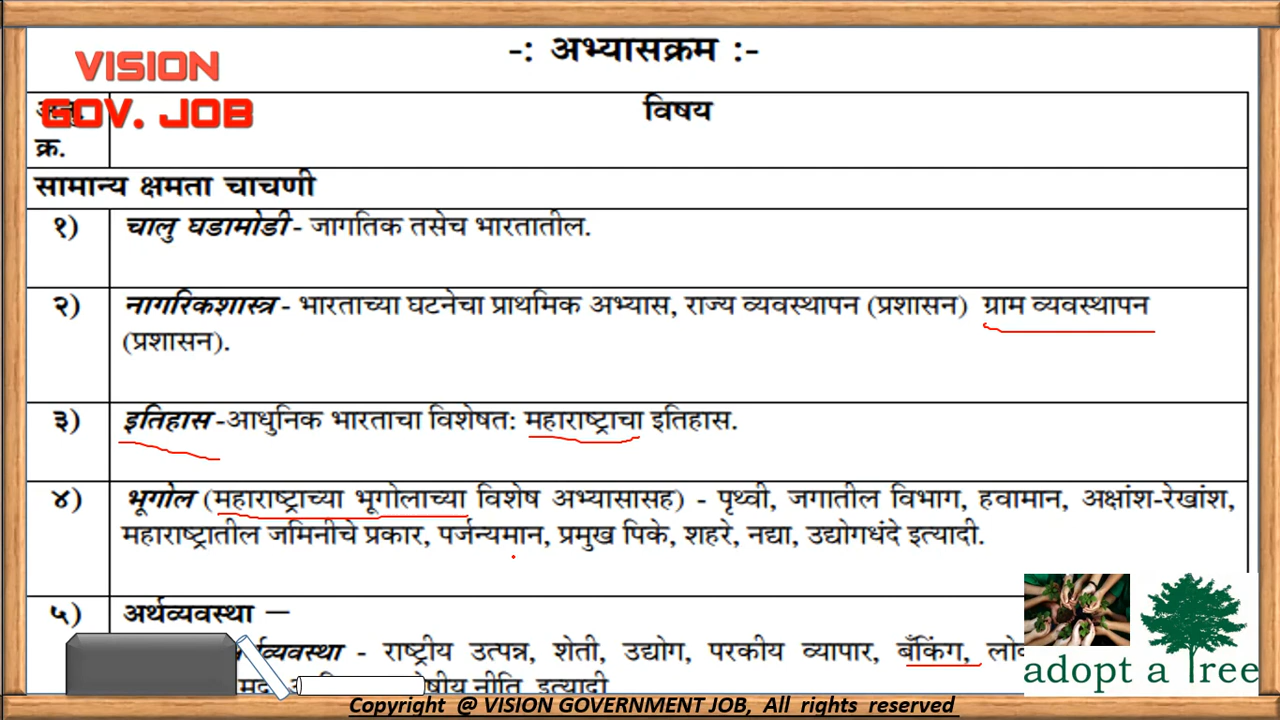 -: अभ्यासक्रम :-
VISION
GOV. JOB
विषय
क्र.
सामान्य क्षमता चाचणी
१) चालु घडामोडी - जागतिक तसेच भारतातील.
२) नागरिकशास्त्र - भारताच्या घटनेचा प्राथमिक अभ्यास, राज्य व्यवस्थापन (प्रशासन) ग्राम व्यवस्थापन
(प्रशासन).
३) इतिहास -आधुनिक भारताचा विशेषत: महाराष्ट्राचा इतिहास.
४) भूगोल (महाराष्ट्राच्या भूगोलाच्या विशेष अभ्यासासह) - पृथ्वी, जगातील विभाग, हवामान, अक्षांश-रेखांश,
महाराष्ट्रातील जमिनीचे प्रकार, पर्जन्यमान, प्रमुख पिके, शहरे, नद्या, उद्योगधंदे इत्यादी.
५) अर्थव्यवस्था —
- राष्ट्रीय उत्पन्न, शेती, उद्योग, परकीय व्यापार, बँकिंग,
नीति, इत्यादी
adopt a Tree
Copyright @ VISION GOVERNMENT JOB, All rights reserved